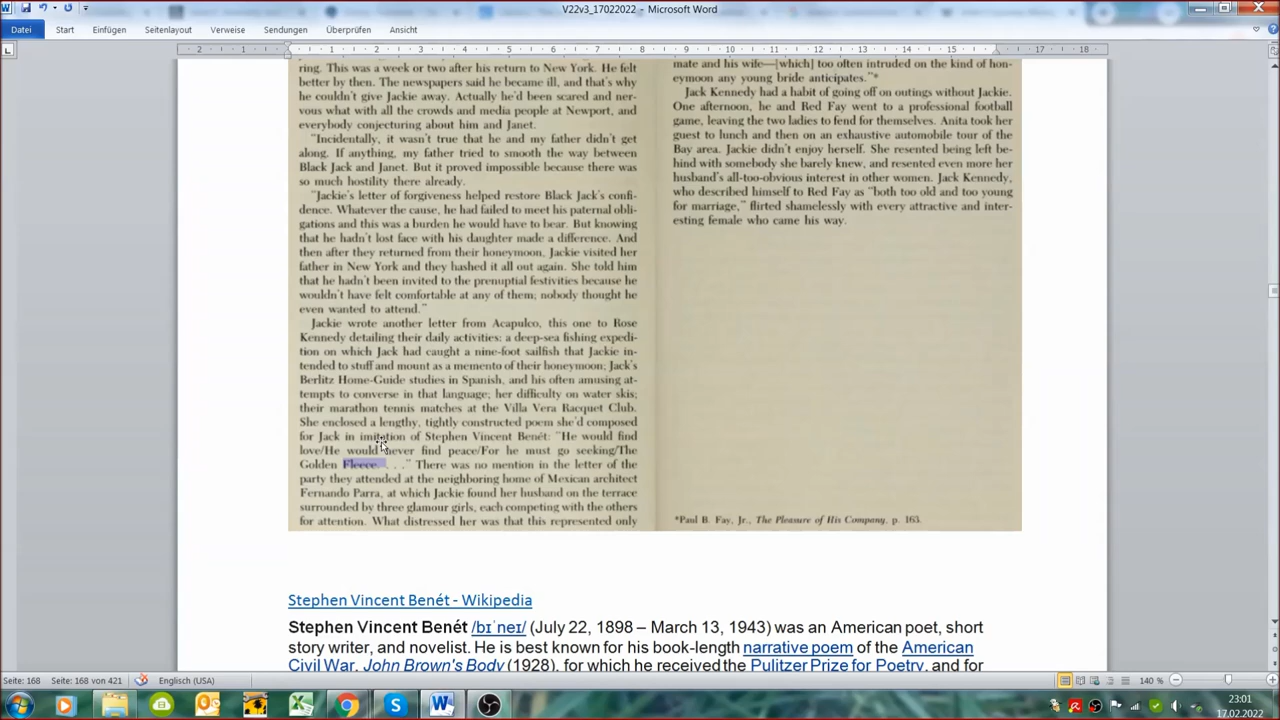 V22v3_17022022 - Microsoft Word
Datei Start Einfügen Seitenlayout Verweise Sendungen Überprüfen Ansicht
2 1 1 2 3 4 5 6 7 8 9 10 11 12 13 14 15 16 17 18
ring. This was a week or two after his return to New York. He felt
better by then. The newspapers said he became ill, and that's why
he couldn't give Jackie away. Actually he'd been scared and ner-
vous what with all the crowds and media people at Newport, and
everybody conjecturing about him and Janet.
"Incidentally, it wasn't true that he and my father didn't get
along. If anything, my father tried to smooth the way between
Black Jack and Janet. But it proved impossible because there was
so much hostility there already.
"Jackie's letter of forgiveness helped restore Black Jack's confi-
dence. Whatever the cause, he had failed to meet his paternal obli-
gations and this was a burden he would have to bear. But knowing
that he hadn't lost face with his daughter made a difference. And
then after they returned from their honeymoon, Jackie visited her
father in New York and they hashed it all out again. She told him
that he hadn't been invited to the prenuptial festivities because he
wouldn't have felt comfortable at any of them; nobody thought he
even wanted to attend."
Jackie wrote another letter from Acapulco, this one to Rose
Kennedy detailing their daily activities: a deep-sea fishing expedi-
tion on which Jack had caught a nine-foot sailfish that Jackie in-
tended to stuff and mount as a memento of their honeymoon; Jack's
Berlitz Home-Guide studies in Spanish, and his often amusing at-
tempts to converse in that language; her difficulty on water skis;
their marathon tennis matches at the Villa Vera Racquet Club.
She enclosed a lengthy, tightly constructed poem she'd composed
for Jack in imitation of Stephen Vincent Benét: "He would find
love/He would never find peace/For he must go seeking/The
Golden Fleece. . . ." There was no mention in the letter of the
party they attended at the neighboring home of Mexican architect
Fernando Parra, at which Jackie found her husband on the terrace
surrounded by three glamour girls, each competing with the others
for attention. What distressed her was that this represented only
mate and his wife—[which] too often intruded on the kind of hon-
eymoon any young bride anticipates."*
Jack Kennedy had a habit of going off on outings without Jackie.
One afternoon, he and Red Fay went to a professional football
game, leaving the two ladies to fend for themselves. Anita took her
guest to lunch and then on an exhaustive automobile tour of the
Bay area. Jackie didn't enjoy herself. She resented being left be-
hind with somebody she barely knew, and resented even more her
husband's all-too-obvious interest in other women. Jack Kennedy,
who described himself to Red Fay as "both too old and too young
for marriage," flirted shamelessly with every attractive and inter-
esting female who came his way.
*Paul B. Fay, Jr., The Pleasure of His Company, p. 163.
Stephen Vincent Benét - Wikipedia
Stephen Vincent Benét /bɪˈneɪ/ (July 22, 1898 – March 13, 1943) was an American poet, short
story writer, and novelist. He is best known for his book-length narrative poem of the American
Civil War, John Brown's Body (1928), for which he received the Pulitzer Prize for Poetry, and for
Seite: 168 Seite: 168 von 421 Englisch (USA) 140 %
23:01
17.02.2022